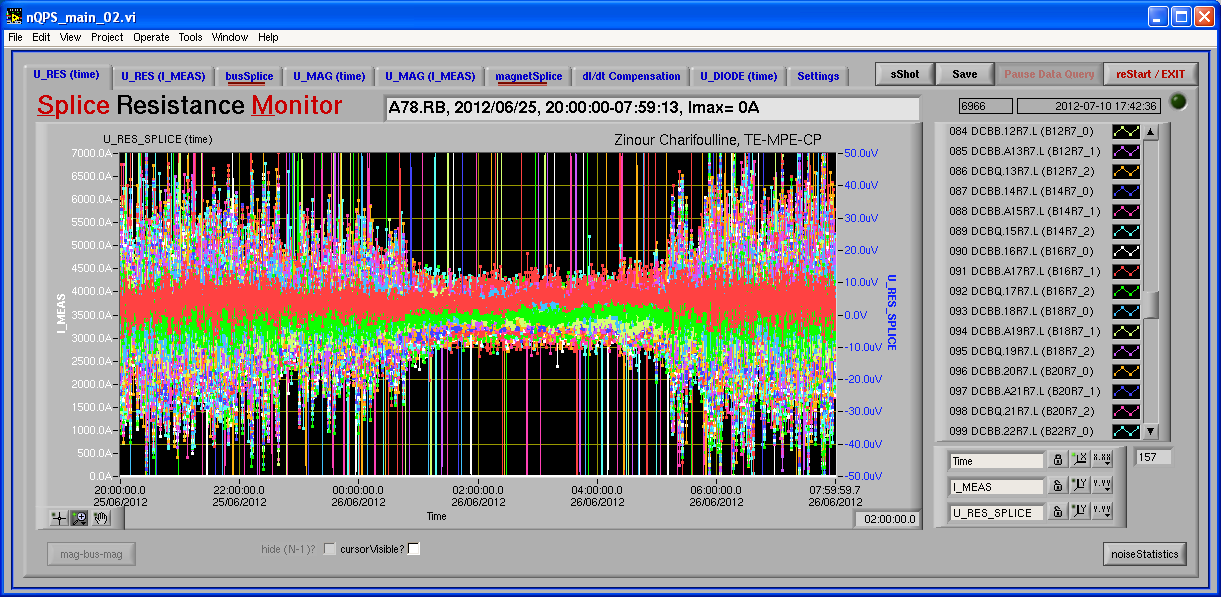 nQPS_main_02.vi
File Edit View Project Operate Tools Window Help
U_RES (time) U_RES (I_MEAS) busSplice U_MAG (time) U_MAG (I_MEAS) magnetSplice dI/dt Compensation U_DIODE (time) Settings sShot Save Pause Data Query reStart / EXIT
Splice Resistance Monitor A78.RB, 2012/06/25, 20:00:00-07:59:13, Imax= 0A 6966 2012-07-10 17:42:36
U_RES_SPLICE (time) Zinour Charifoulline, TE-MPE-CP
7000.0A
6500.0A
6000.0A
5500.0A
5000.0A
4500.0A
4000.0A
3500.0A
3000.0A
2500.0A
2000.0A
1500.0A
1000.0A
500.0A
0.0A
I_MEAS
50.0uV
40.0uV
30.0uV
20.0uV
10.0uV
0.0V
-10.0uV
-20.0uV
-30.0uV
-40.0uV
-50.0uV
U_RES_SPLICE
20:00:00.0 22:00:00.0 00:00:00.0 02:00:00.0 04:00:00.0 06:00:00.0 07:59:59.7
25/06/2012 25/06/2012 26/06/2012 26/06/2012 26/06/2012 26/06/2012 26/06/2012
Time
02:00:00.0
084 DCBB.12R7.L (B12R7_0)
085 DCBB.A13R7.L (B12R7_1)
086 DCBQ.13R7.L (B12R7_2)
087 DCBB.14R7.L (B14R7_0)
088 DCBB.A15R7.L (B14R7_1)
089 DCBQ.15R7.L (B14R7_2)
090 DCBB.16R7.L (B16R7_0)
091 DCBB.A17R7.L (B16R7_1)
092 DCBQ.17R7.L (B16R7_2)
093 DCBB.18R7.L (B18R7_0)
094 DCBB.A19R7.L (B18R7_1)
095 DCBQ.19R7.L (B18R7_2)
096 DCBB.20R7.L (B20R7_0)
097 DCBB.A21R7.L (B20R7_1)
098 DCBQ.21R7.L (B20R7_2)
099 DCBB.22R7.L (B22R7_0)
157
Time X X.XX
I_MEAS Y Y.YY
U_RES_SPLICE Y Y.YY
mag-bus-mag hide (N-1)? cursorVisible? noiseStatistics